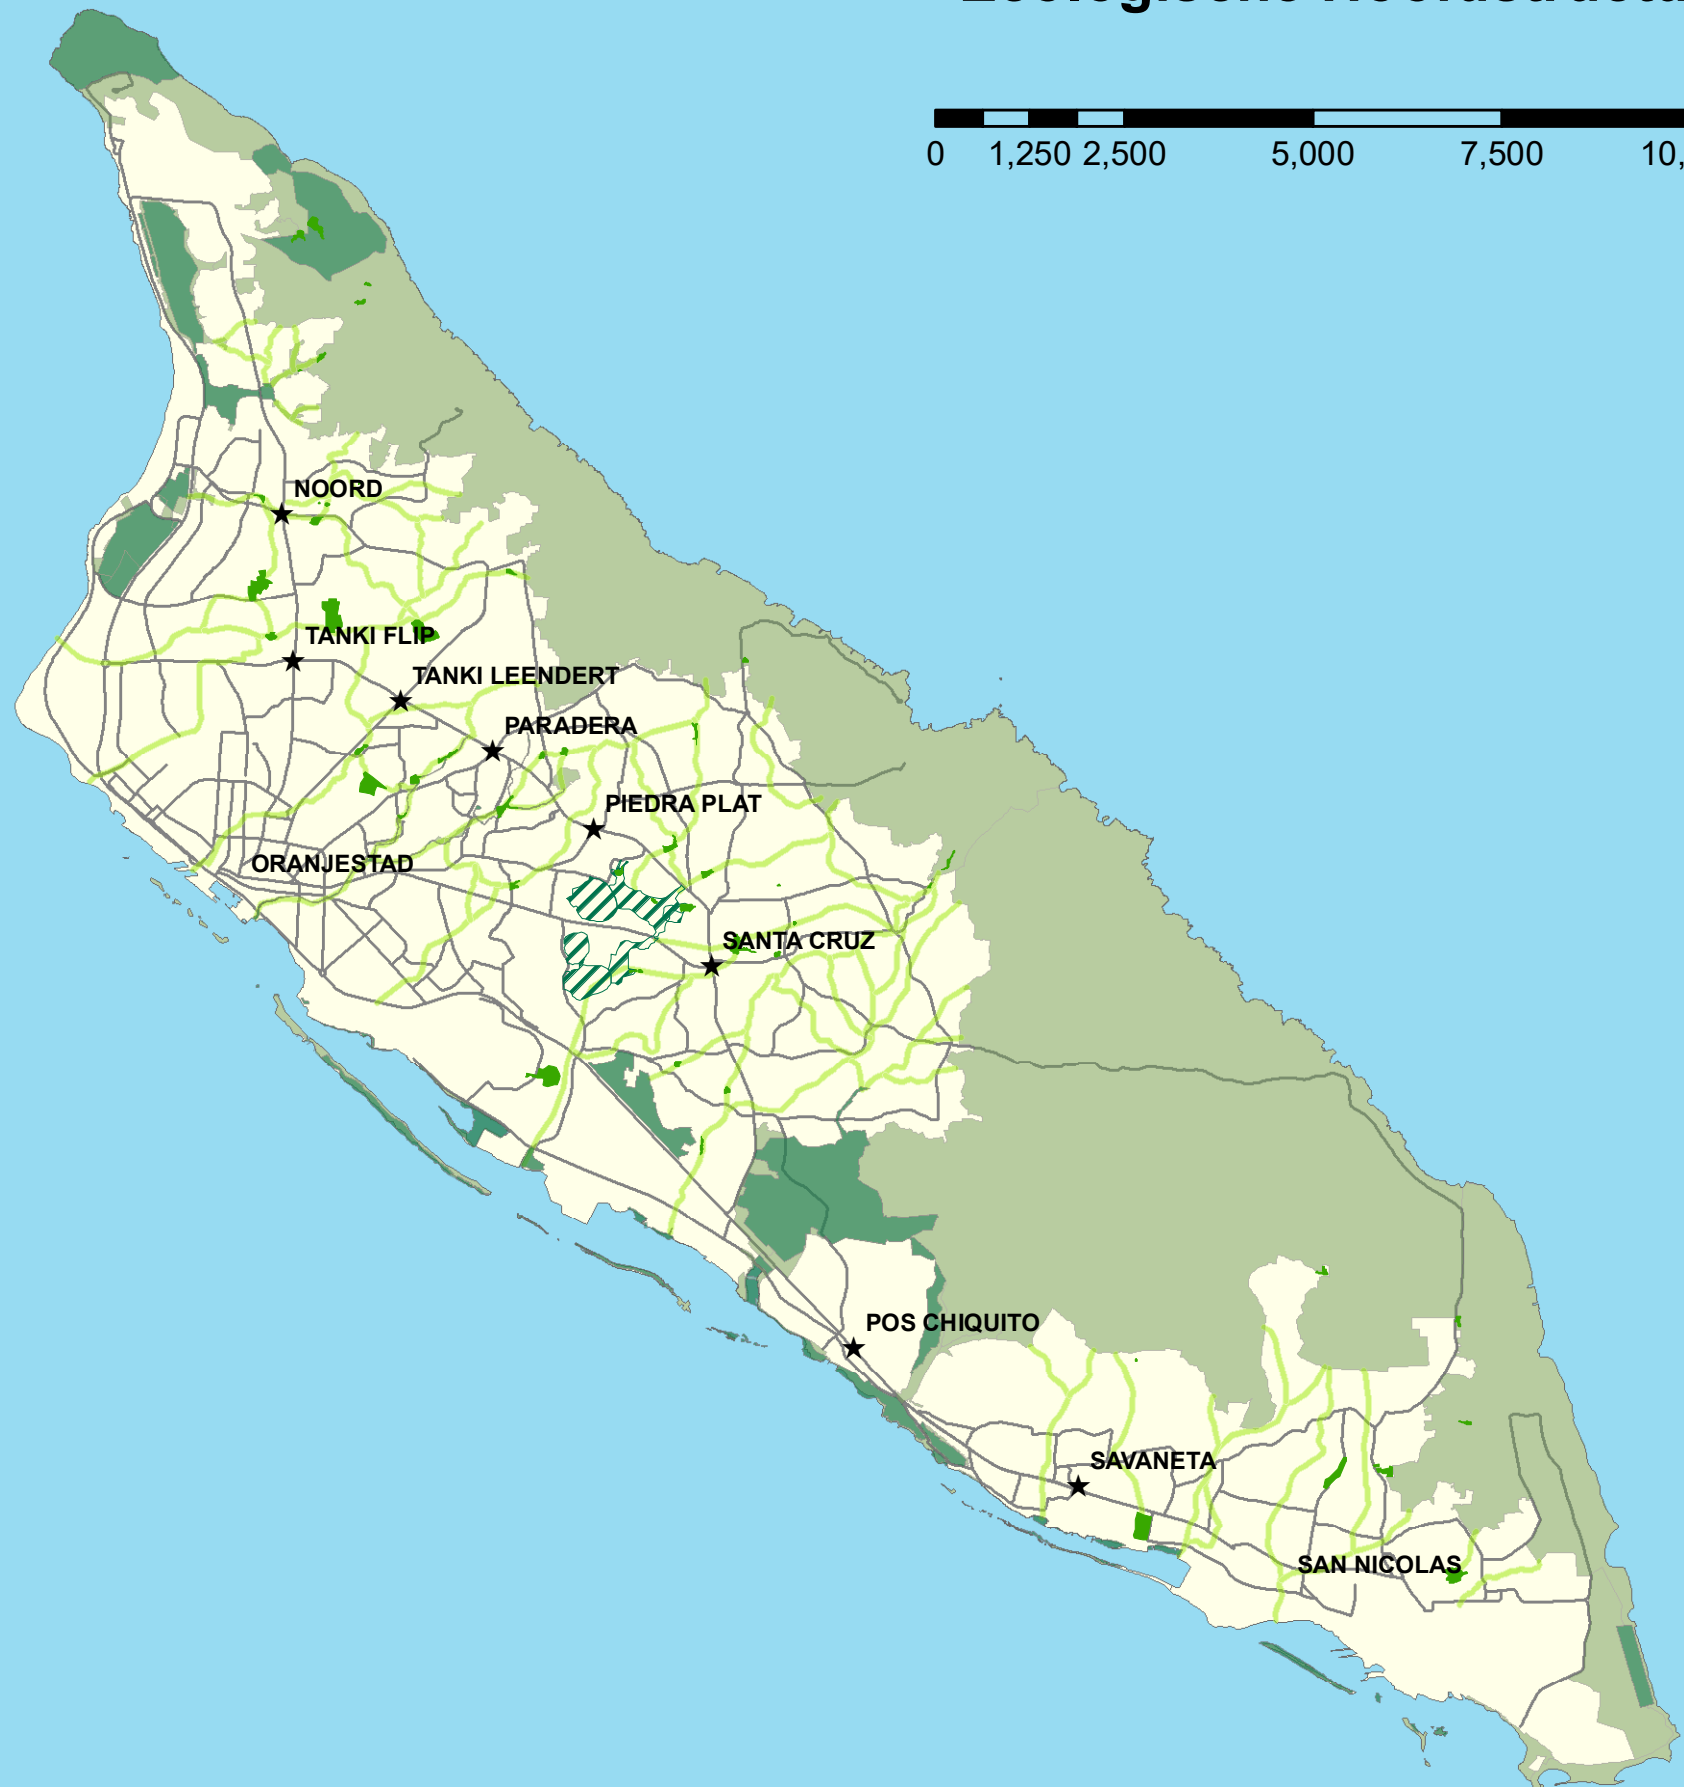 0 1,250 2,500 5,000 7,500 10,
NOORD
TANKI FLIP
TANKI LEENDERT
PARADERA
PIEDRA PLAT
ORANJESTAD
SANTA CRUZ
POS CHIQUITO
SAVANETA
SAN NICOLAS